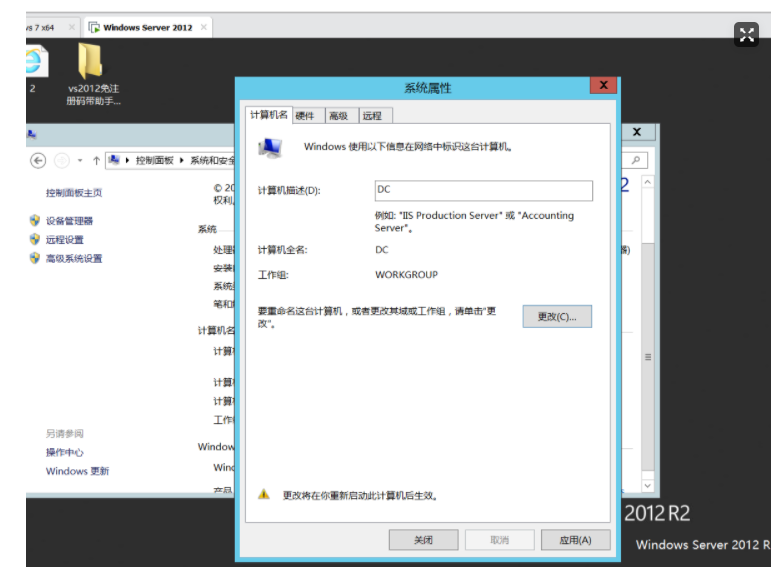 vs 7 x64
Windows Server 2012
2
vs2012免注
册码帮助手...
系统属性
计算机名
硬件
高级
远程
Windows 使用以下信息在网络中标识这台计算机。
计算机描述(D):
DC
例如: "IIS Production Server" 或 "Accounting
Server"。
计算机全名:
DC
工作组:
WORKGROUP
要重命名这台计算机，或者更改其域或工作组，请单击"更
改"。
更改(C)...
更改将在你重新启动此计算机后生效。
关闭
取消
应用(A)
控制面板
系统和安全
控制面板主页
设备管理器
远程设置
高级系统设置
© 20
权利。
系统
处理器
安装
系统
笔和
计算机名
计算机
计算机
计算机
工作
Window
Wind
产品
另请参阅
操作中心
Windows 更新
2
器)
2012 R2
Windows Server 2012 R